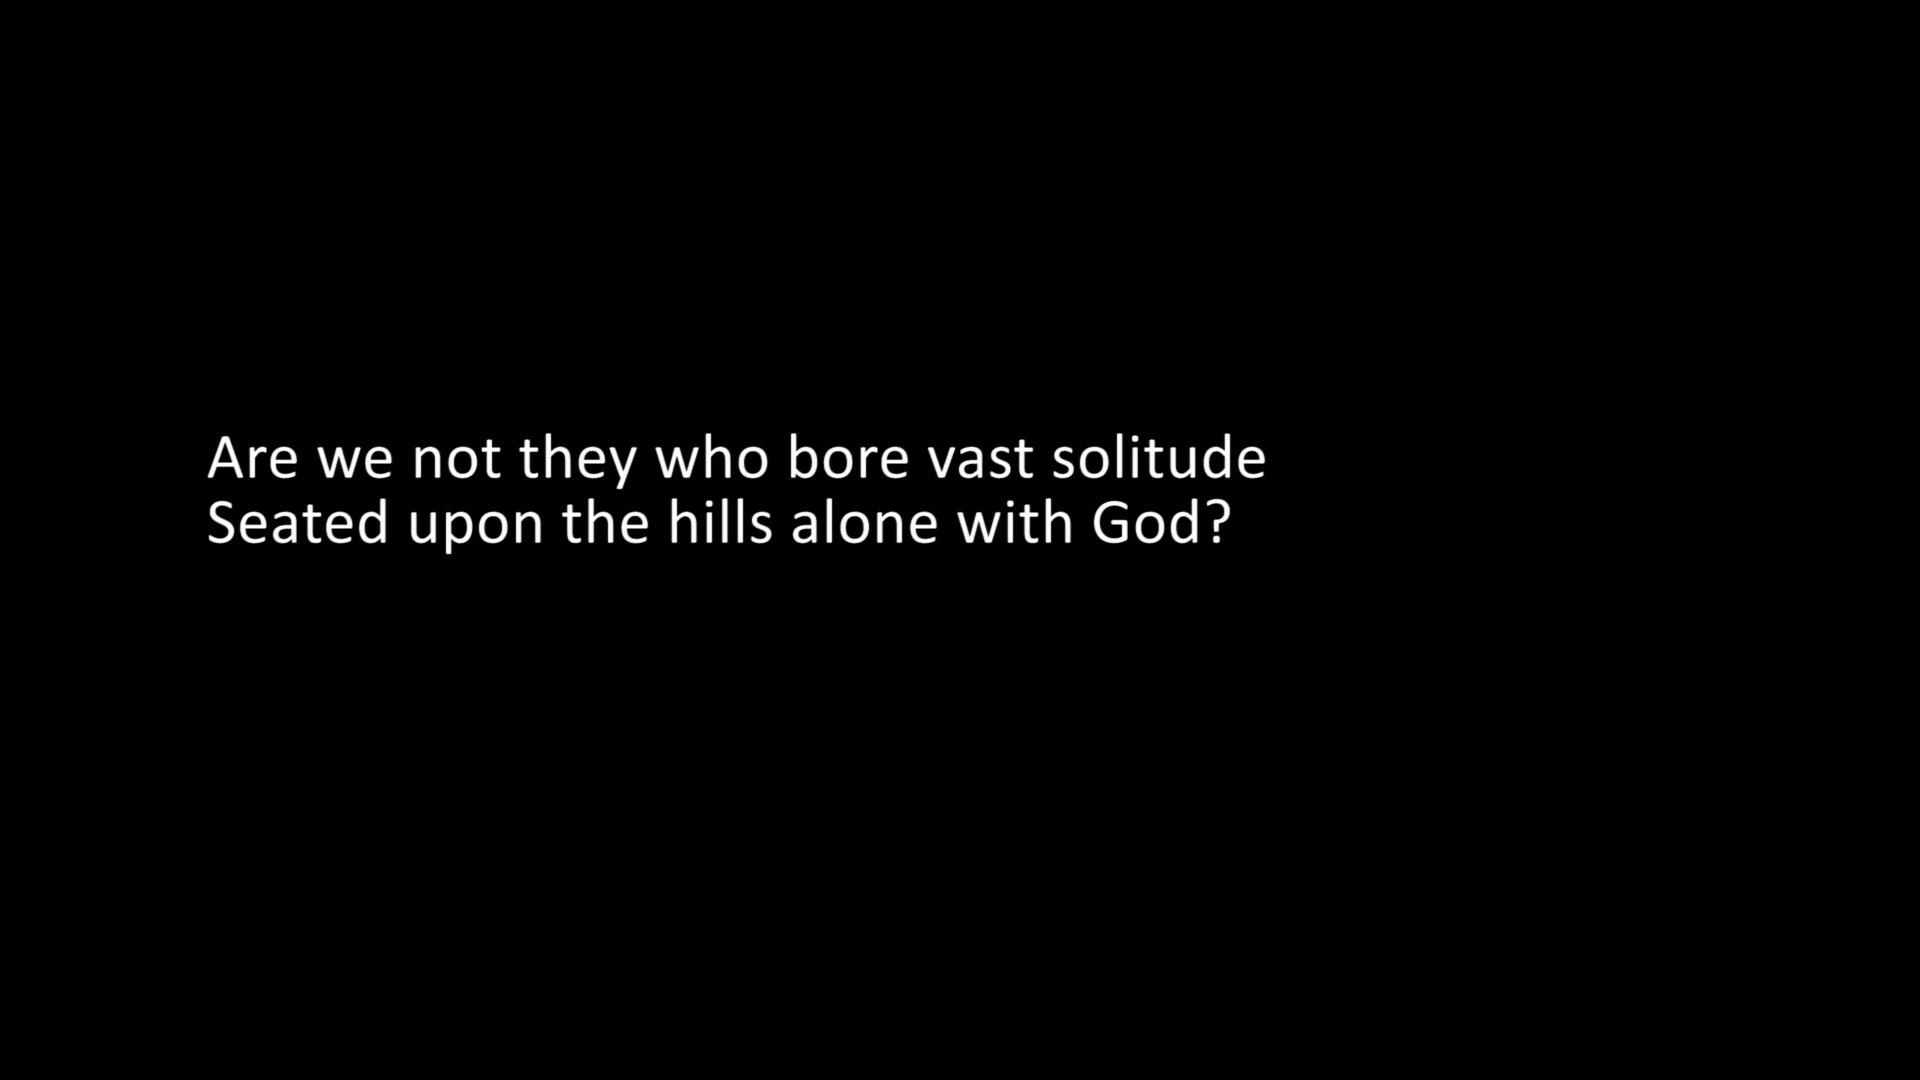 Are we not they who bore vast solitude
Seated upon the hills alone with God?